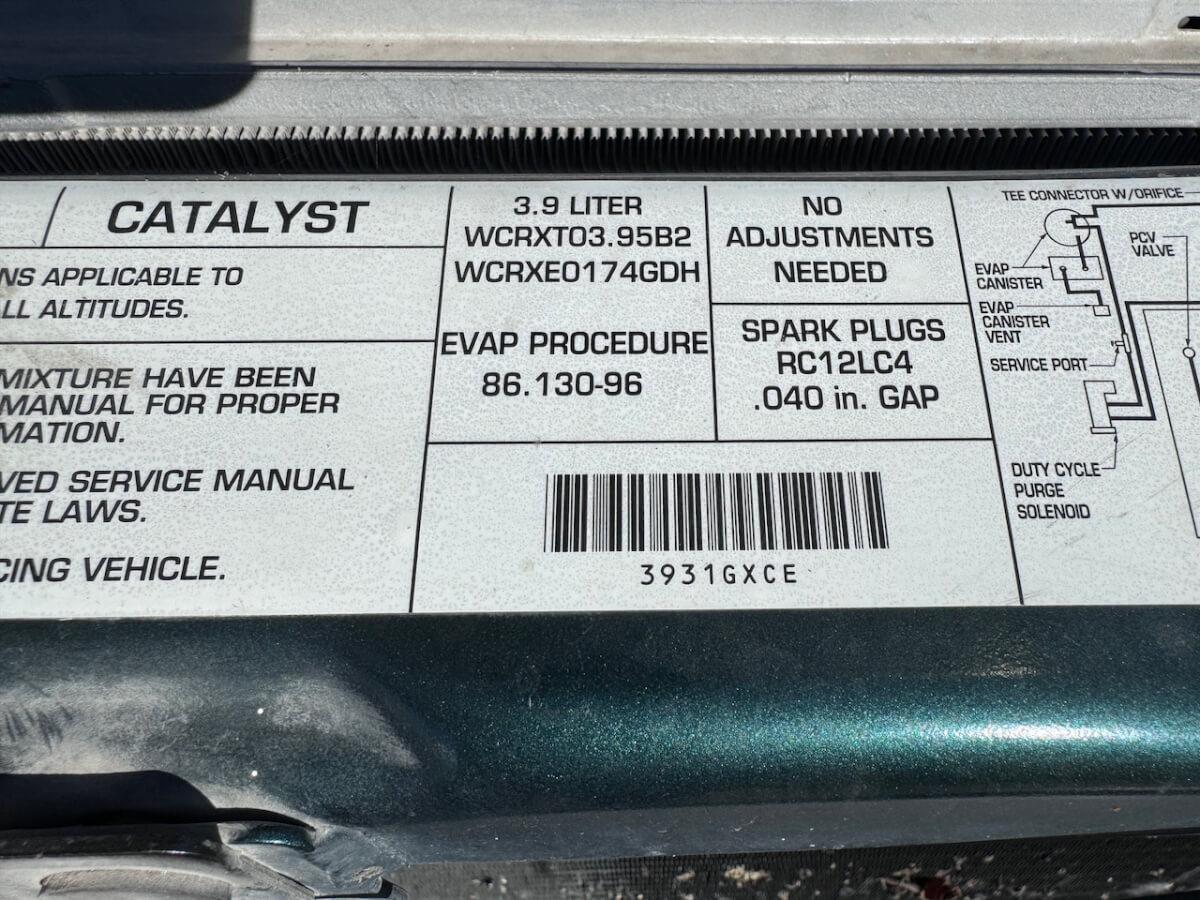 CATALYST
NS APPLICABLE TO
LL ALTITUDES.
MIXTURE HAVE BEEN
MANUAL FOR PROPER
MATION.
VED SERVICE MANUAL
TE LAWS.
CING VEHICLE.
3.9 LITER
WCRXT03.95B2
WCRXE0174GDH
EVAP PROCEDURE
86.130-96
NO
ADJUSTMENTS
NEEDED
SPARK PLUGS
RC12LC4
.040 in. GAP
3931GXCE
TEE CONNECTOR W/ORIFICE
PCV
VALVE
EVAP
CANISTER
EVAP
CANISTER
VENT
SERVICE PORT
DUTY CYCLE
PURGE
SOLENOID